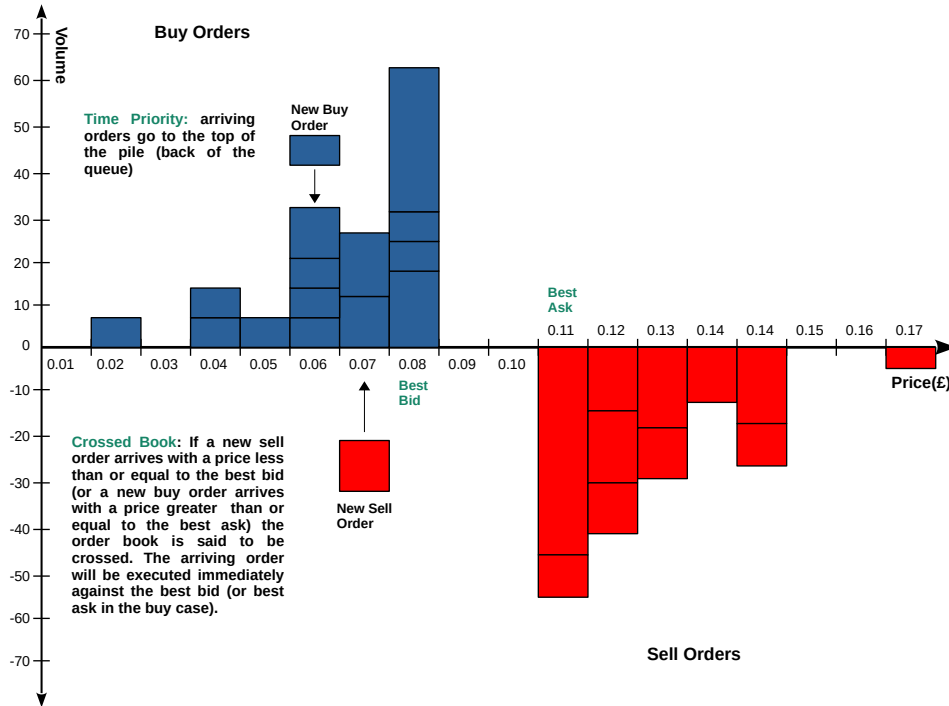 Buy Orders
70
60
50
40
30
20
10
0
-10
-20
-30
-40
-50
-60
-70
Volume
Time Priority: arriving
orders go to the top of
the pile (back of the
queue)
New Buy
Order
Best
Ask
0.11 0.12 0.13 0.14 0.14 0.15 0.16 0.17
0.01 0.02 0.03 0.04 0.05 0.06 0.07 0.08 0.09 0.10
Best
Bid
Price(£)
Crossed Book: If a new sell
order arrives with a price less
than or equal to the best bid
(or a new buy order arrives
with a price greater than or
equal to the best ask) the
order book is said to be
crossed. The arriving order
will be executed immediately
against the best bid (or best
ask in the buy case).
New Sell
Order
Sell Orders